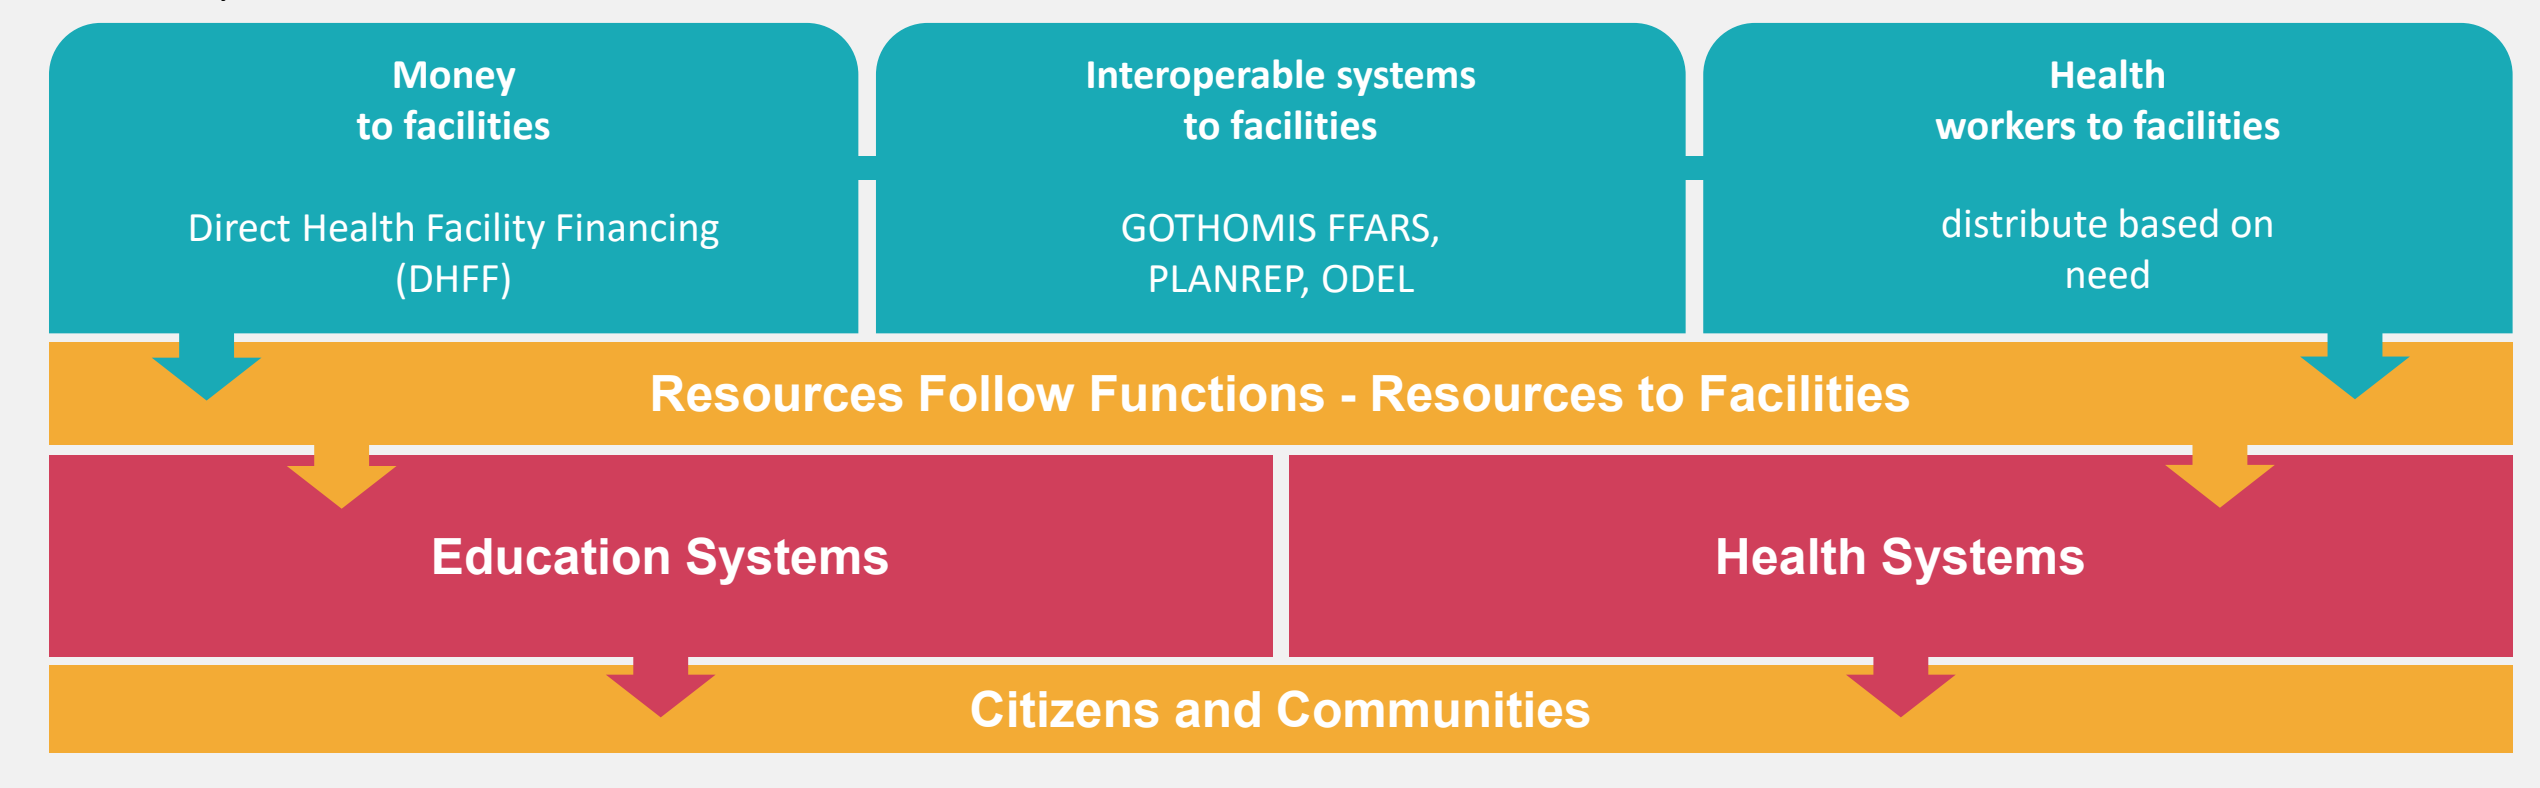 Money
to facilities
Direct Health Facility Financing
(DHFF)
Interoperable systems
to facilities
GOTHOMIS FFARS,
PLANREP, ODEL
Health
workers to facilities
distribute based on
need
Resources Follow Functions - Resources to Facilities
Education Systems
Health Systems
Citizens and Communities